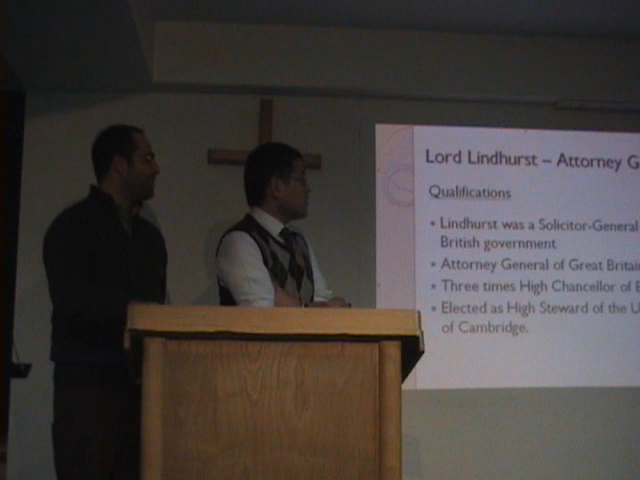 Lord Lindhurst – Attorney G
Qualifications
• Lindhurst was a Solicitor-General
British government
• Attorney General of Great Britai
• Three times High Chancellor of
• Elected as High Steward of the U
of Cambridge.